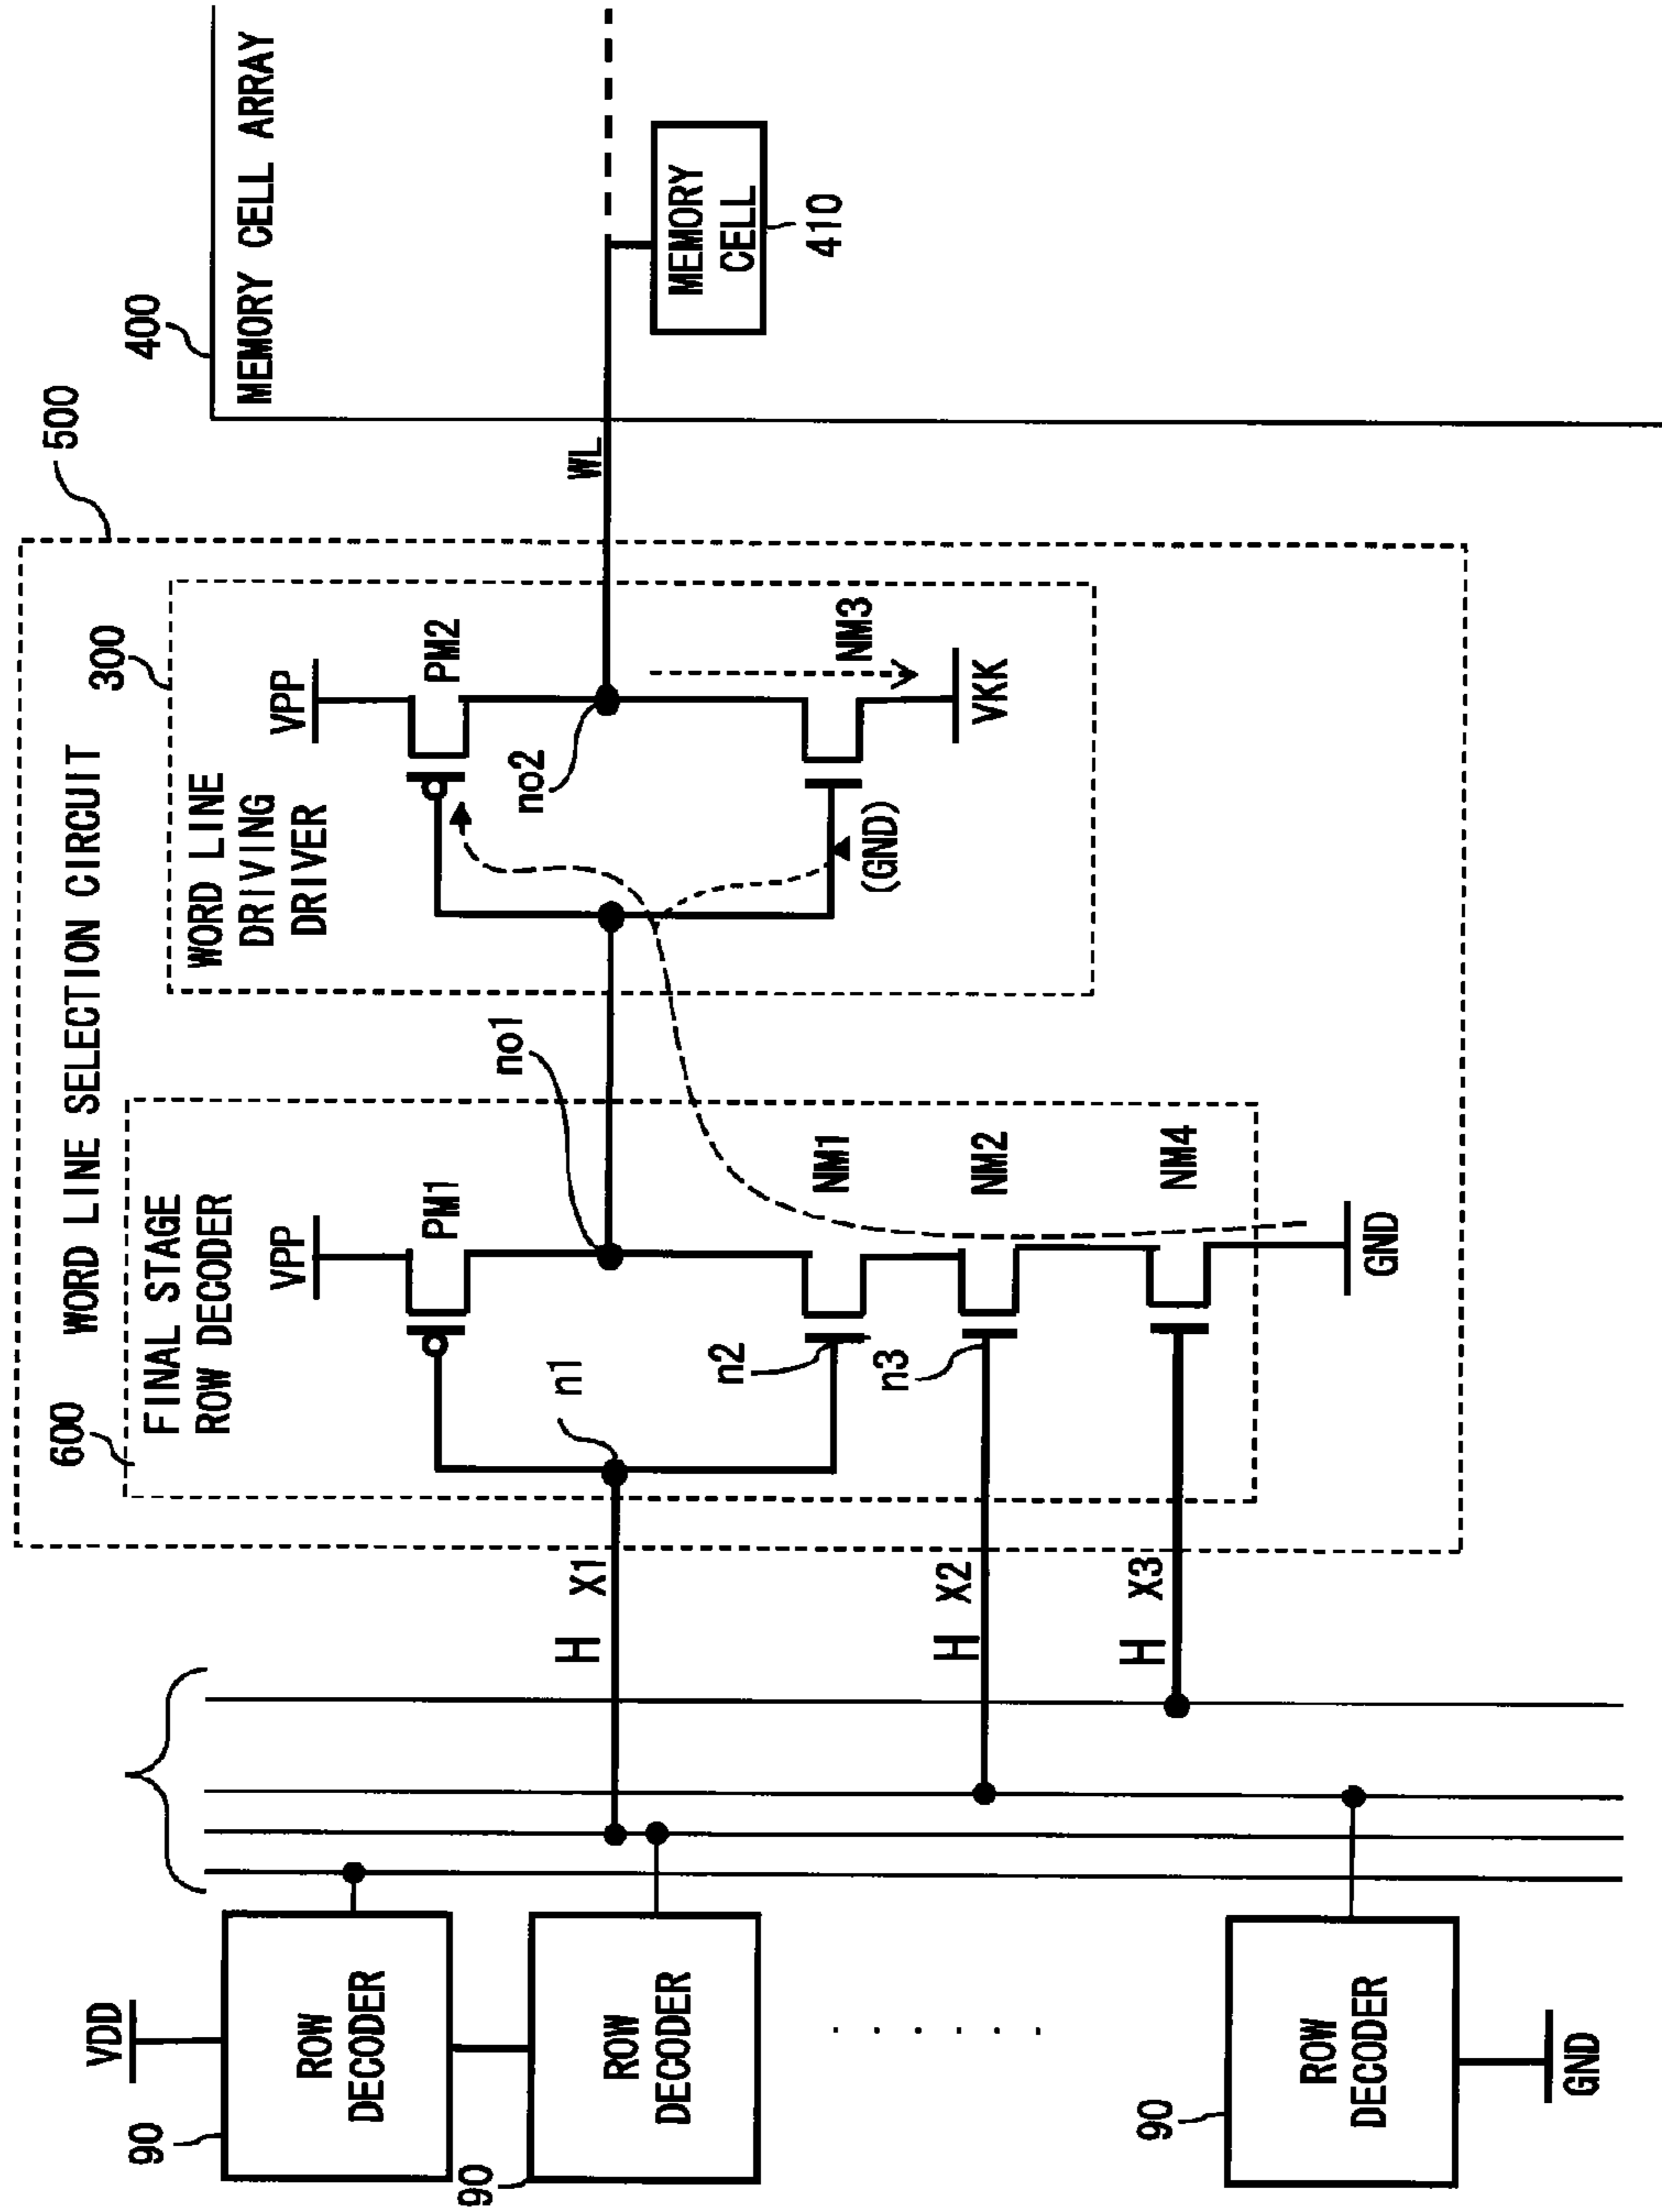 500
WORD LINE SELECTION CIRCUIT
400
MEMORY CELL ARRAY
600
FINAL STAGE
ROW DECODER
300
WORD LINE
DRIVING
DRIVER
VDD
90
ROW
DECODER
90
ROW
DECODER
90
ROW
DECODER
GND
H X1
H X2
H X3
VPP
PM1
n1
no1
n2
NM1
n3
NM2
NM4
GND
VPP
PM2
no2
WL
(GND)
NM3
VKK
MEMORY
CELL
410